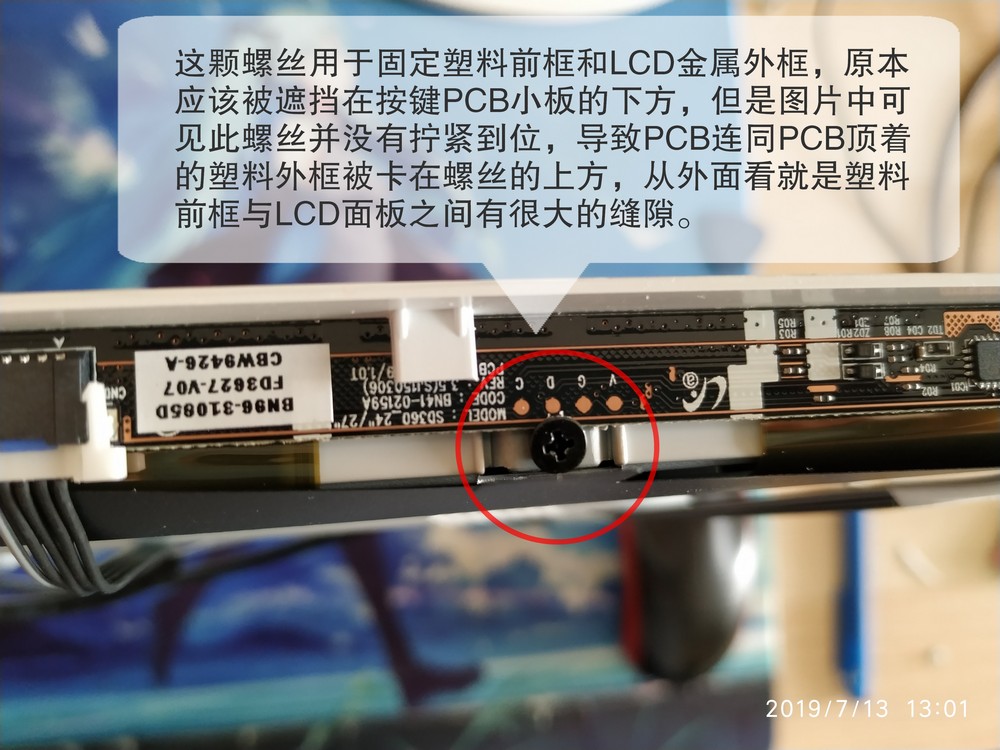 这颗螺丝用于固定塑料前框和LCD金属外框，原本
应该被遮挡在按键PCB小板的下方，但是图片中可
见此螺丝并没有拧紧到位，导致PCB连同PCB顶着
的塑料外框被卡在螺丝的上方，从外面看就是塑料
前框与LCD面板之间有很大的缝隙。
BN96-31085D
FD3627-V07
CBW9426-A
MODEL : SD360_24"/27"
CODE : BN41-02159A
C D G V
R05
R03
ZD2
R08
CD4
TD2
R04
R02
IC01
2019/7/13 13:01